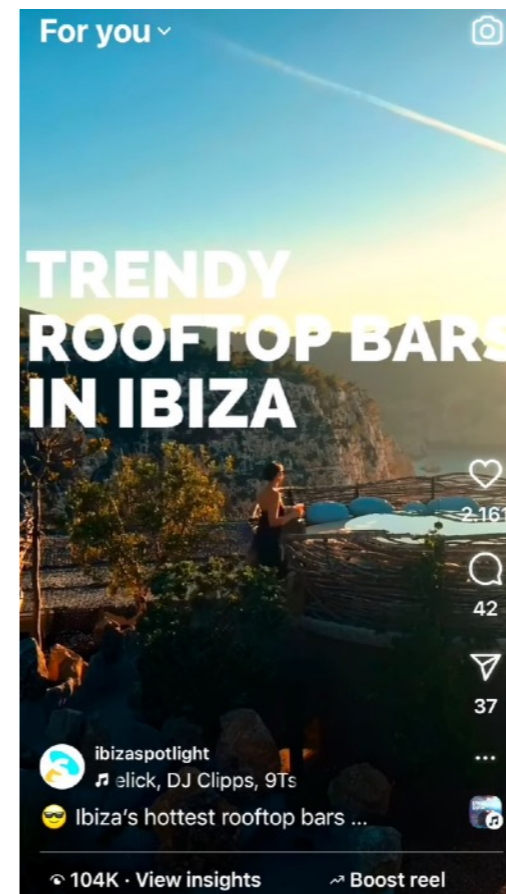 For you
TRENDY
ROOFTOP BARS
IN IBIZA
2.161
42
37
ibizaspotlight
elick, DJ Clipps, 9Ts
😎 Ibiza's hottest rooftop bars ...
104K · View insights
Boost reel